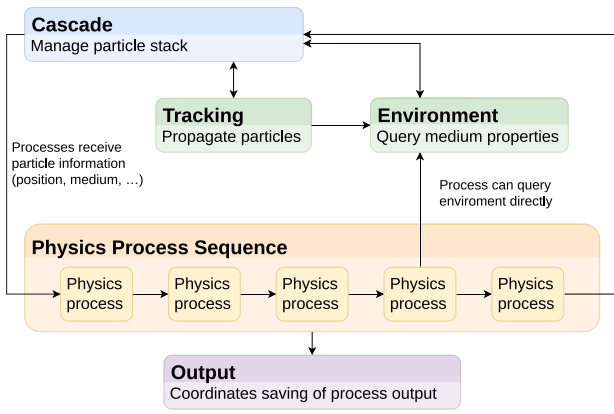 Cascade
Manage particle stack
Tracking
Propagate particles
Environment
Query medium properties
Processes receive
particle information
(position, medium, ...)
Process can query
enviroment directly
Physics Process Sequence
Physics
process
Physics
process
Physics
process
Physics
process
Physics
process
Output
Coordinates saving of process output